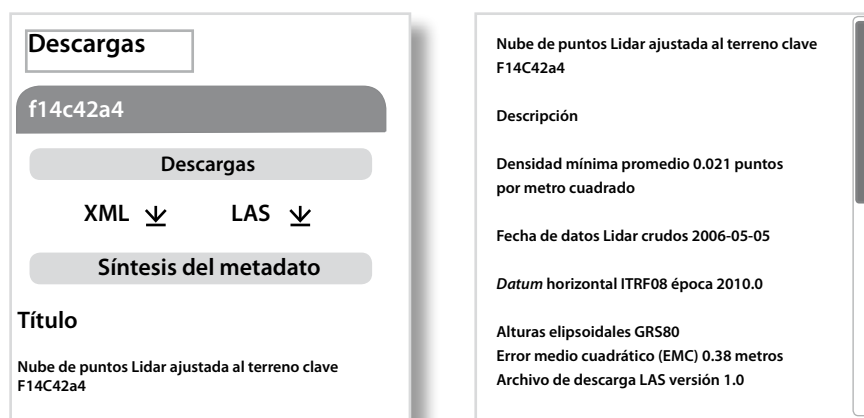 Descargas
f14c42a4
Descargas
XML LAS
Síntesis del metadato
Título
Nube de puntos Lidar ajustada al terreno clave
F14C42a4
Nube de puntos Lidar ajustada al terreno clave
F14C42a4
Descripción
Densidad mínima promedio 0.021 puntos
por metro cuadrado
Fecha de datos Lidar crudos 2006-05-05
Datum horizontal ITRF08 época 2010.0
Alturas elipsoidales GRS80
Error medio cuadrático (EMC) 0.38 metros
Archivo de descarga LAS versión 1.0